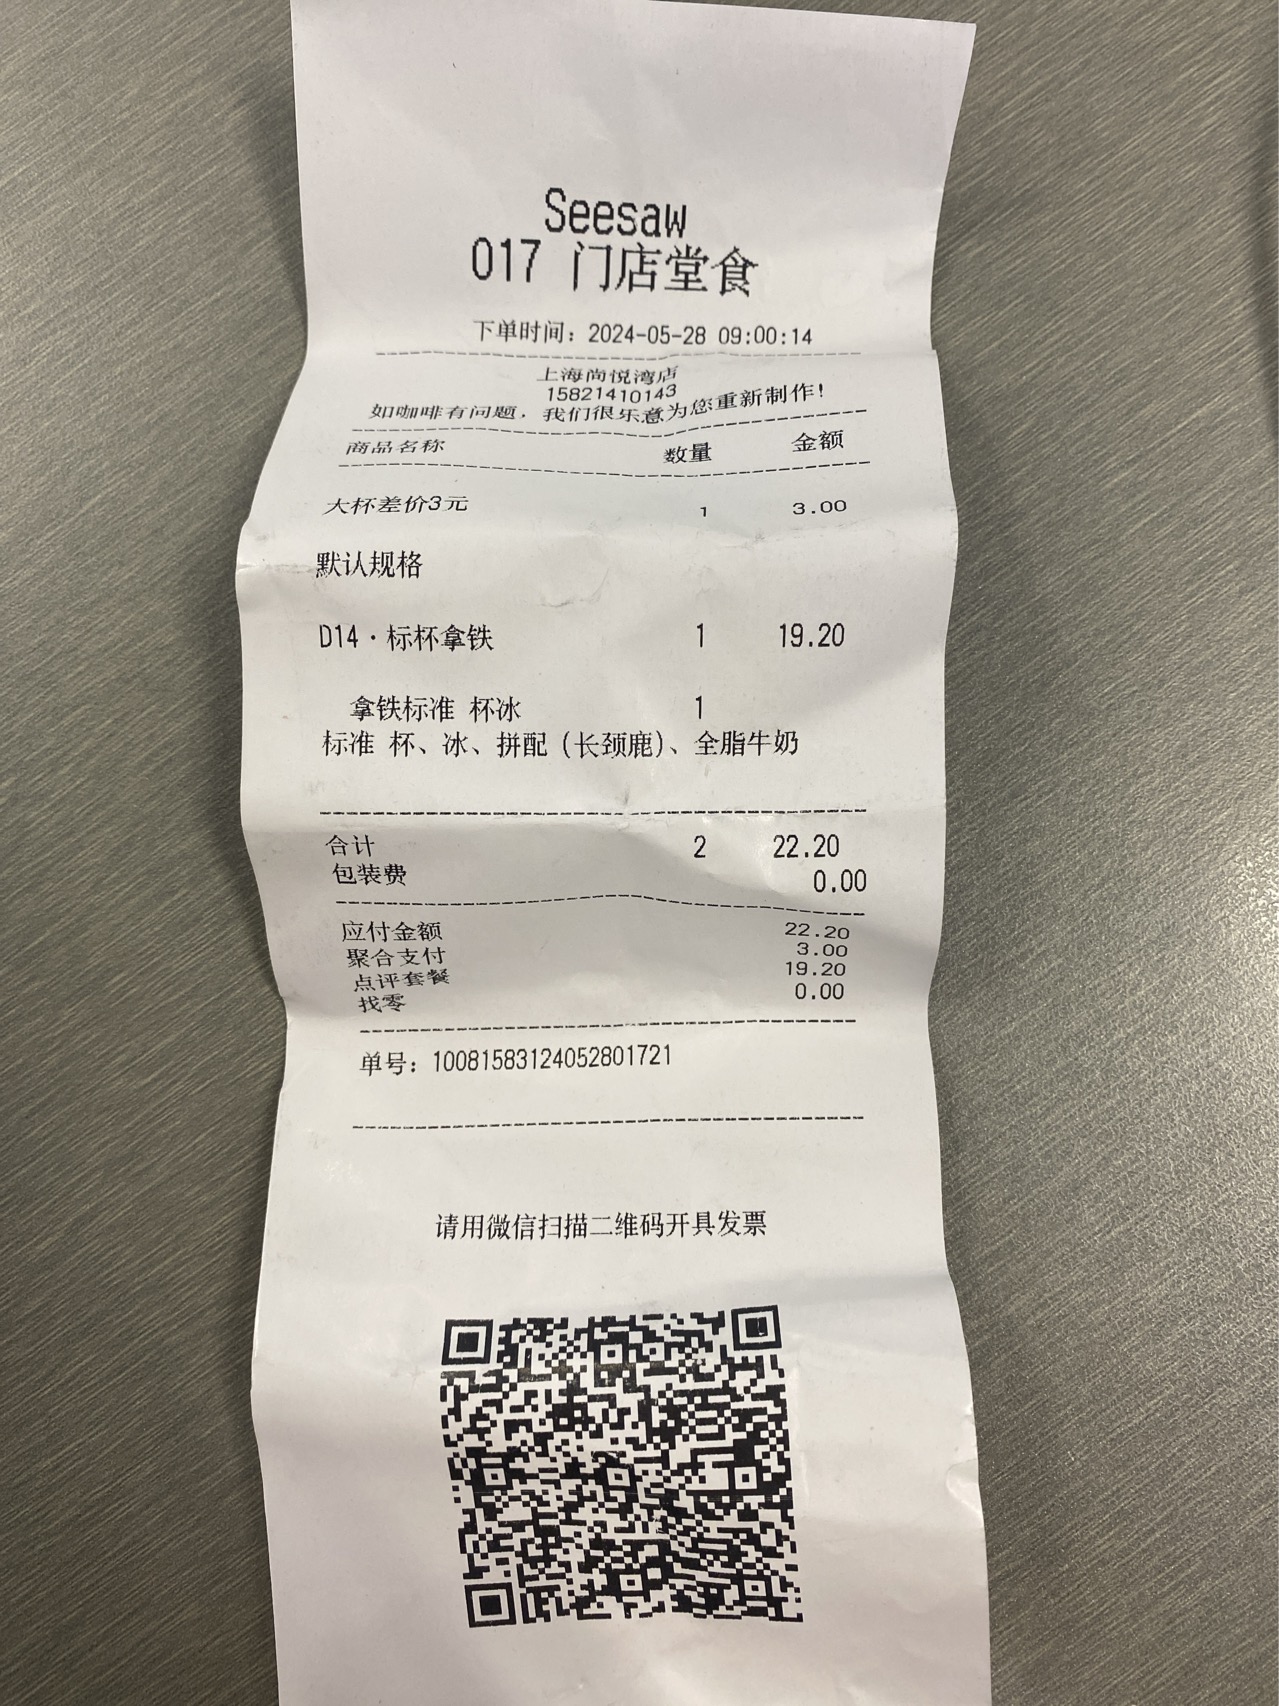 Seesaw
017 门店堂食
下单时间：2024-05-28 09:00:14
上海尚悦湾店
15821410143
如咖啡有问题，我们很乐意为您重新制作！
商品名称 数量 金额
大杯差价3元 1 3.00
默认规格
D14·标杯拿铁 1 19.20
拿铁标准 杯冰 1
标准 杯、冰、拼配（长颈鹿）、全脂牛奶
合计 2 22.20
包装费 0.00
应付金额 22.20
聚合支付 3.00
点评套餐 19.20
找零 0.00
单号：10081583124052801721
请用微信扫描二维码开具发票